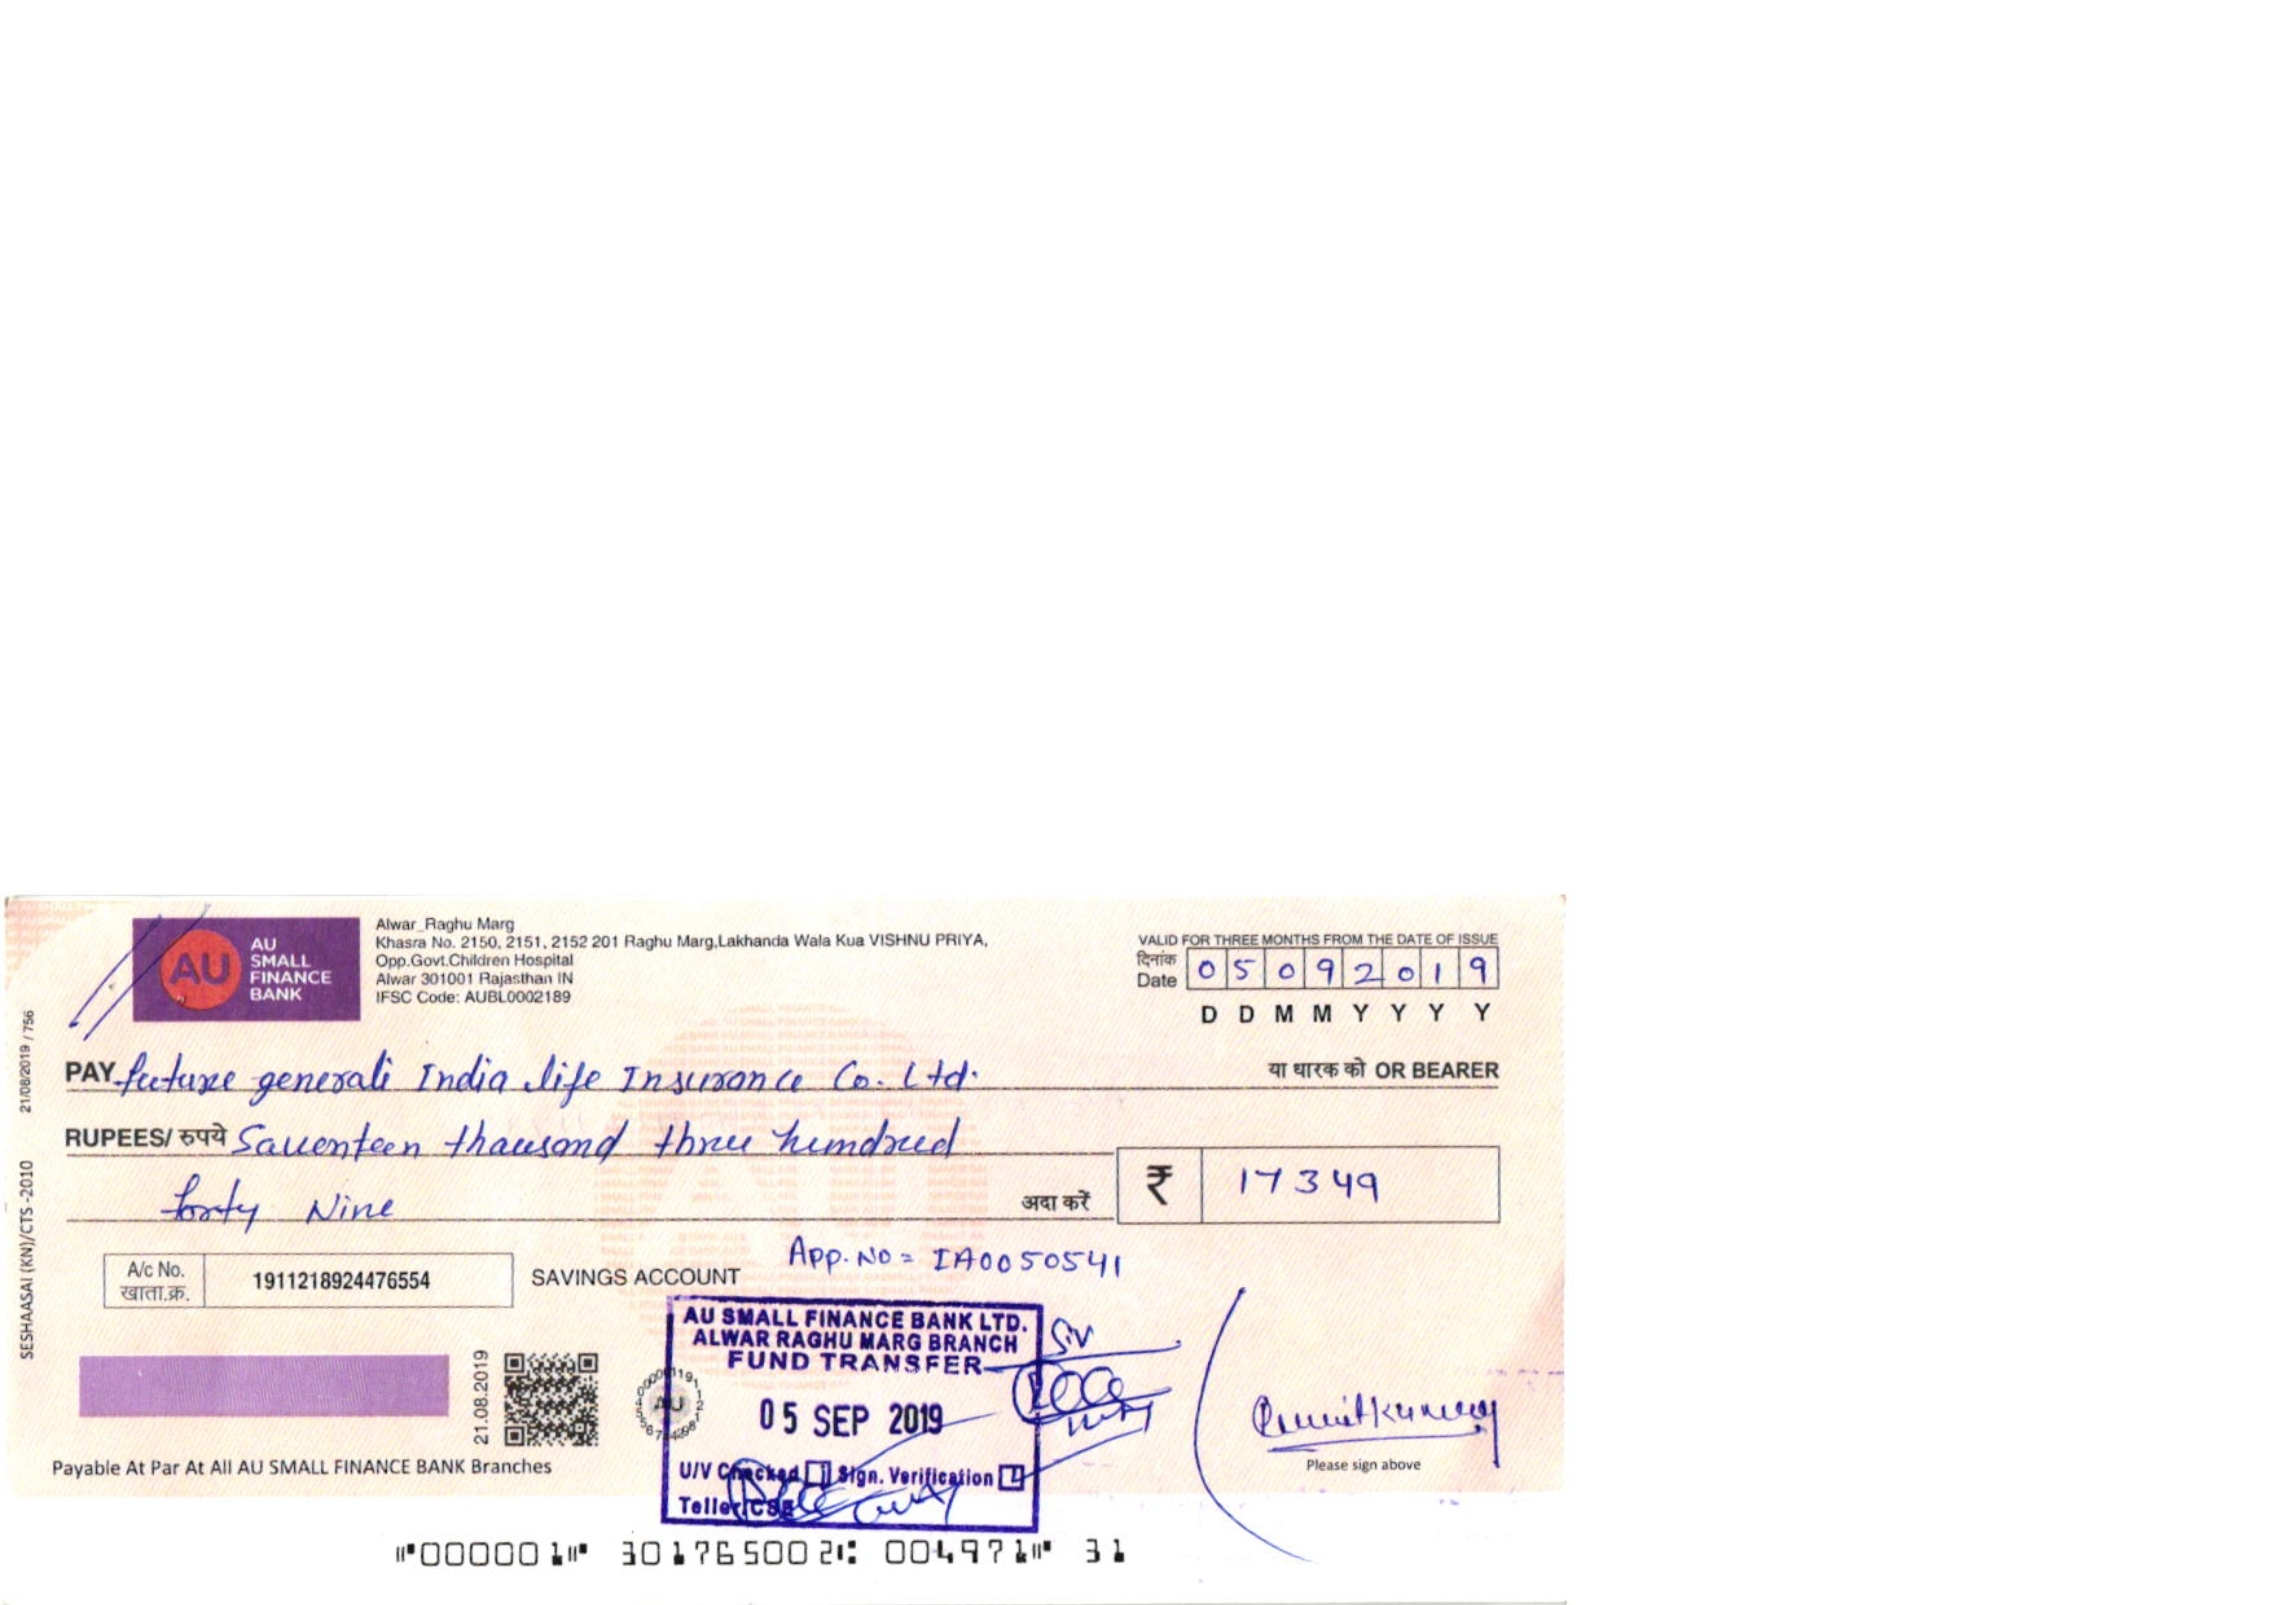 AU
AU
SMALL
FINANCE
BANK
Alwar_Raghu Marg
Khasra No. 2150, 2151, 2152 201 Raghu Marg,Lakhanda Wala Kua VISHNU PRIYA,
Opp.Govt.Children Hospital
Alwar 301001 Rajasthan IN
IFSC Code: AUBL0002189
VALID FOR THREE MONTHS FROM THE DATE OF ISSUE
दिनांक
Date 0 5 0 9 2 0 1 9
D D M M Y Y Y Y
PAY future generali India life Insurance Co. Ltd.
या धारक को OR BEARER
RUPEES/ रुपये Sauenteen thausand three hundred
forty Nine
अदा करें
₹ 17349
A/c No.
खाता.क्र.
1911218924476554
SAVINGS ACCOUNT
App. No = IA0050541
AU SMALL FINANCE BANK LTD.
ALWAR RAGHU MARG BRANCH
FUND TRANSFER
05 SEP 2019
U/V Checked Sign. Verification
Teller/CSE
SV
21.08.2019
AU
Please sign above
Payable At Par At All AU SMALL FINANCE BANK Branches
SESHAASAI (KN)/CTS -2010 21/08/2019 / 756
⑈000001⑈ 301765002⑆ 004971⑈ 31